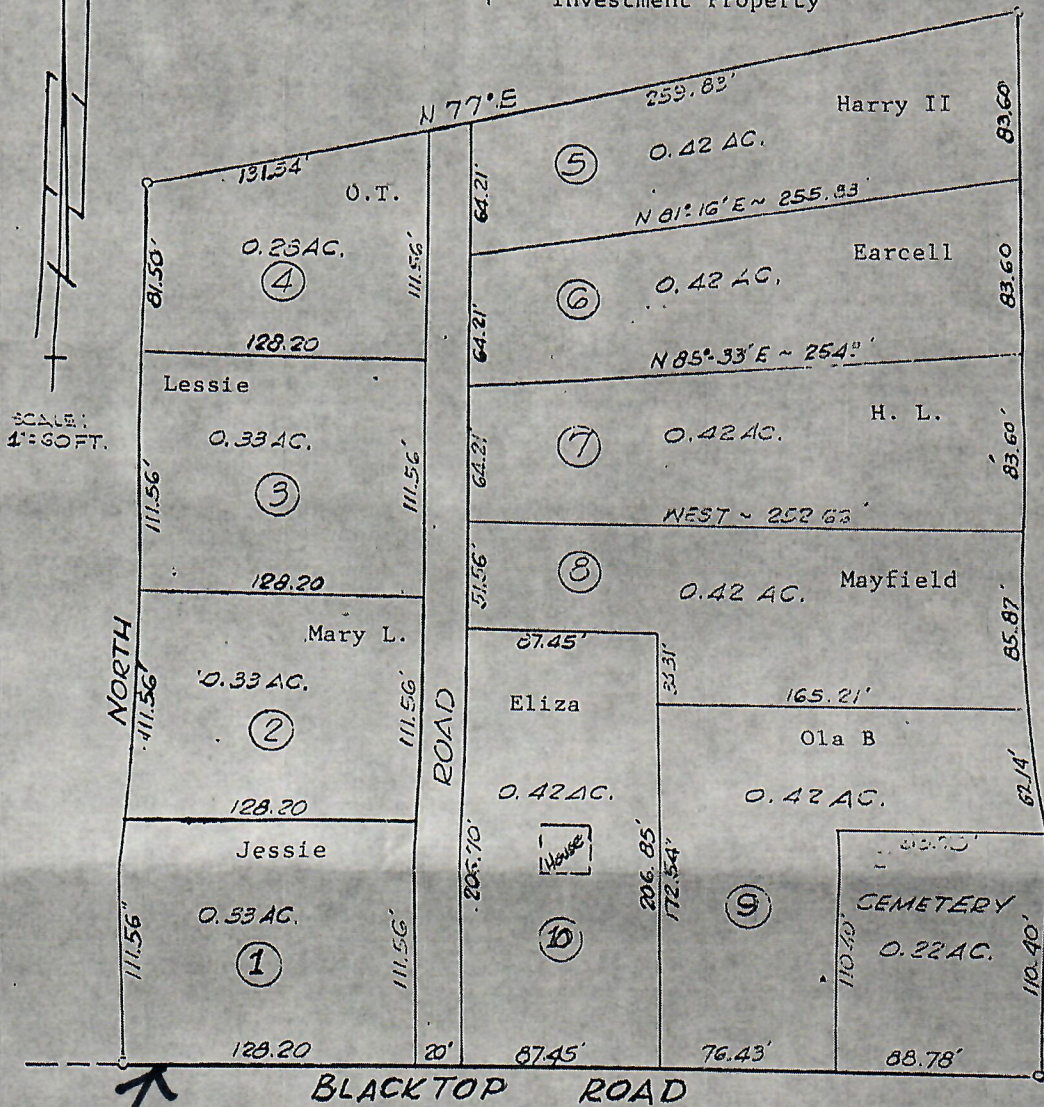 Investment Property
N 77° E
259.83'
Harry II
83.60'
5
0.42 AC.
131.54'
O.T.
64.21'
N 81° 16' E ~ 255.83'
81.50'
0.28 AC.
4
111.56'
Earcell
6
0.42 AC.
83.60
64.21'
128.20
N 85° 33' E ~ 254.
SCALE:
1"=60FT.
Lessie
0.33 AC.
3
111.56'
111.56'
H. L.
7
0.42 AC.
64.21'
83.60'
WEST ~ 252.63'
128.20
8
51.56'
0.42 AC.
Mayfield
85.87'
NORTH
Mary L.
0.33 AC.
2
111.56'
111.56'
ROAD
87.45'
Eliza
165.21'
Ola B
62.14'
128.20
0.42 AC.
0.42 AC.
Jessie
House
206.70'
206.85'
172.54'
0.33 AC.
1
111.56'
111.56'
10
9
110.40'
CEMETERY
0.22 AC.
110.40'
128.20
20'
87.45'
76.43'
88.78'
BLACKTOP ROAD